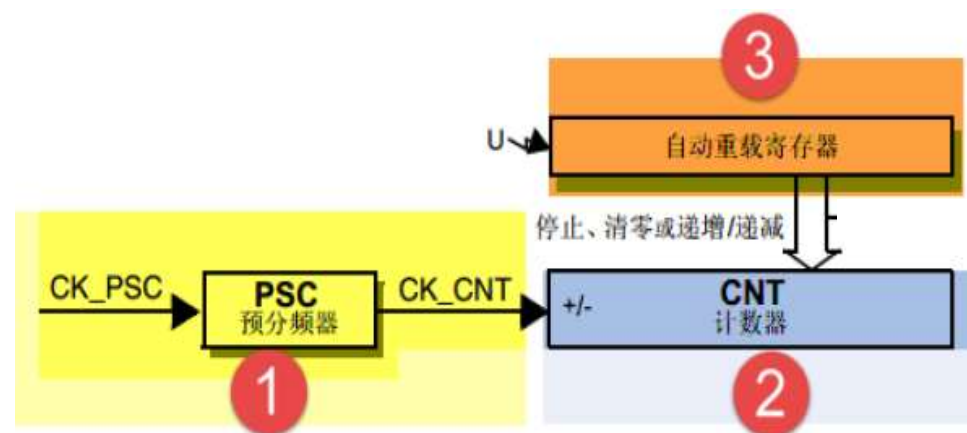 3
U
自动重载寄存器
停止、清零或递增/递减
CK_PSC
PSC
预分频器
CK_CNT
+/-
CNT
计数器
1
2